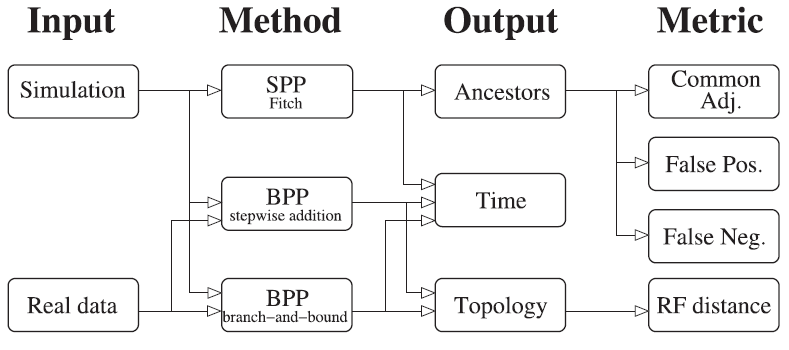 Input
Method
Output
Metric
Simulation
SPP
Fitch
Ancestors
Common
Adj.
False Pos.
BPP
stepwise addition
Time
False Neg.
Real data
BPP
branch−and−bound
Topology
RF distance